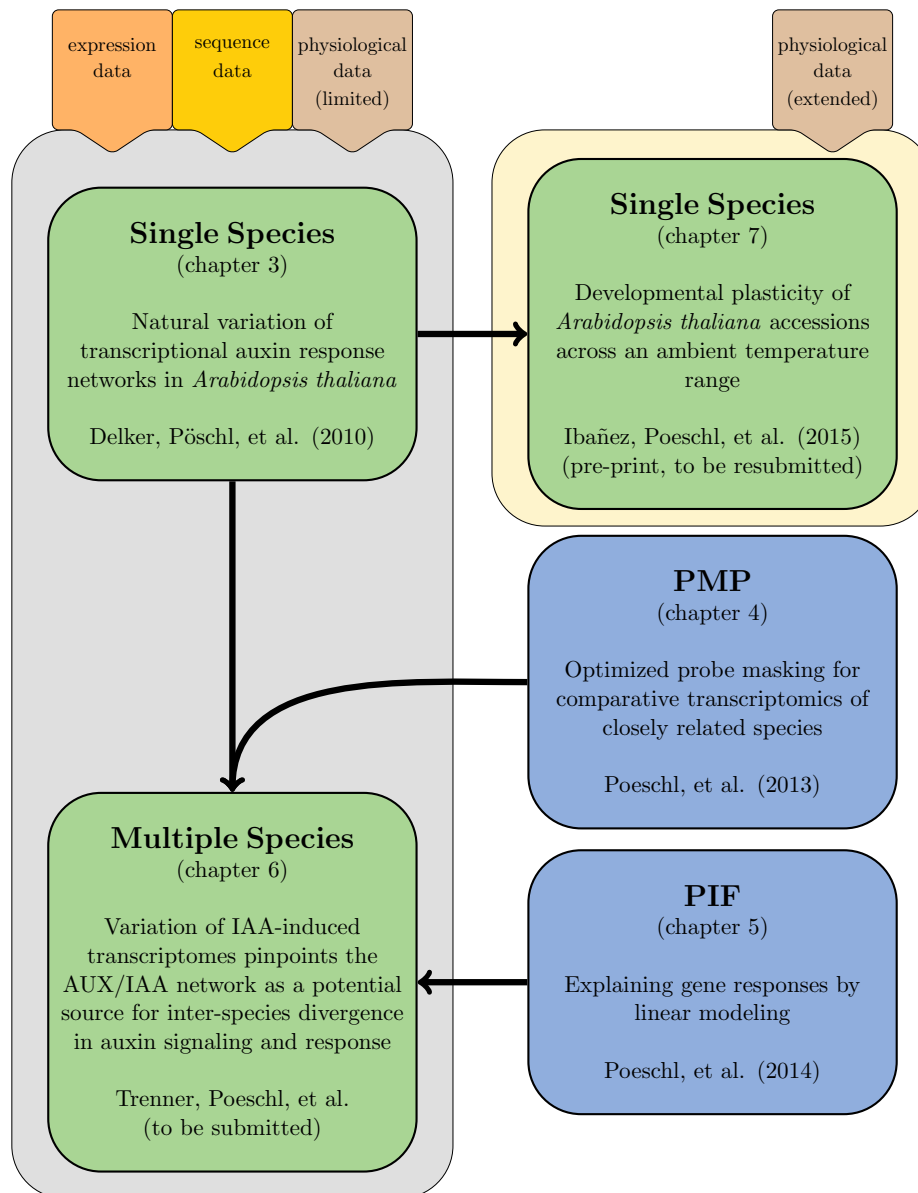 expression
data
sequence
data
physiological
data
(limited)
physiological
data
(extended)
Single Species
(chapter 3)
Natural variation of
transcriptional auxin response
networks in Arabidopsis thaliana
Delker, Pöschl, et al. (2010)
Single Species
(chapter 7)
Developmental plasticity of
Arabidopsis thaliana accessions
across an ambient temperature
range
Ibañez, Poeschl, et al. (2015)
(pre-print, to be resubmitted)
PMP
(chapter 4)
Optimized probe masking for
comparative transcriptomics of
closely related species
Poeschl, et al. (2013)
Multiple Species
(chapter 6)
Variation of IAA-induced
transcriptomes pinpoints the
AUX/IAA network as a potential
source for inter-species divergence
in auxin signaling and response
Trenner, Poeschl, et al.
(to be submitted)
PIF
(chapter 5)
Explaining gene responses by
linear modeling
Poeschl, et al. (2014)